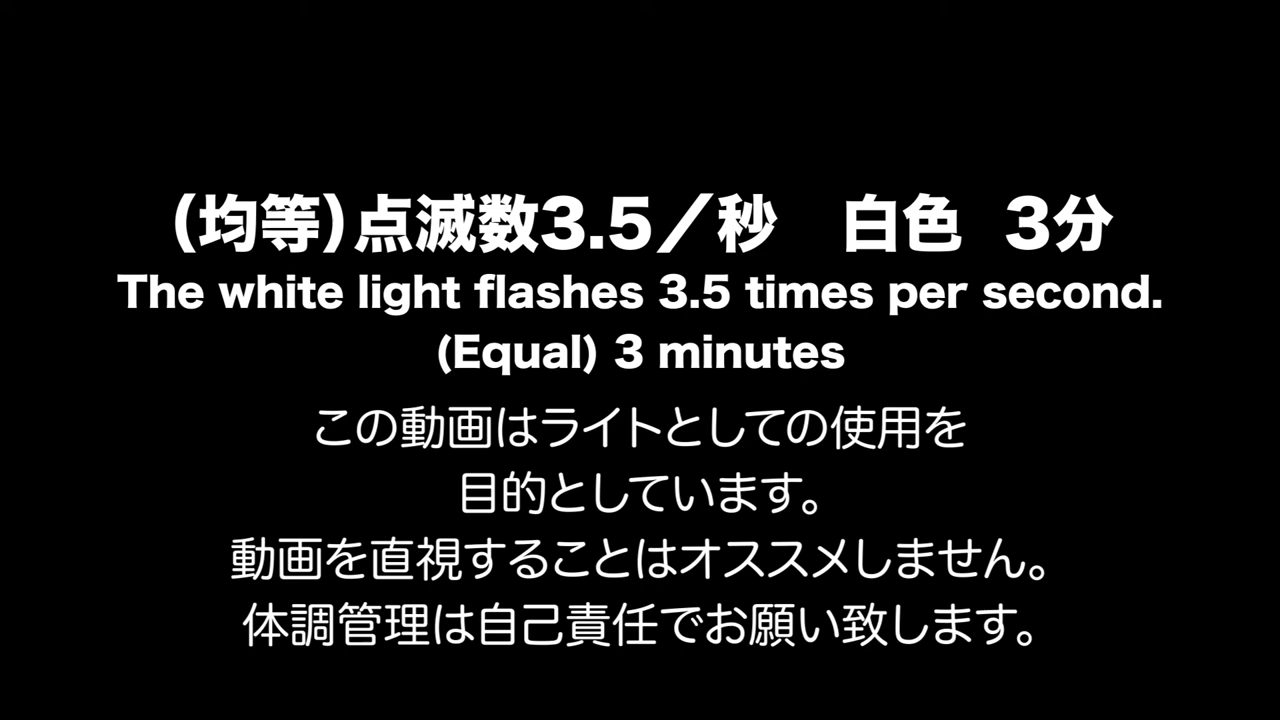 （均等）点滅数3.5／秒　白色　3分
The white light flashes 3.5 times per second.
(Equal) 3 minutes
この動画はライトとしての使用を
目的としています。
動画を直視することはオススメしません。
体調管理は自己責任でお願い致します。